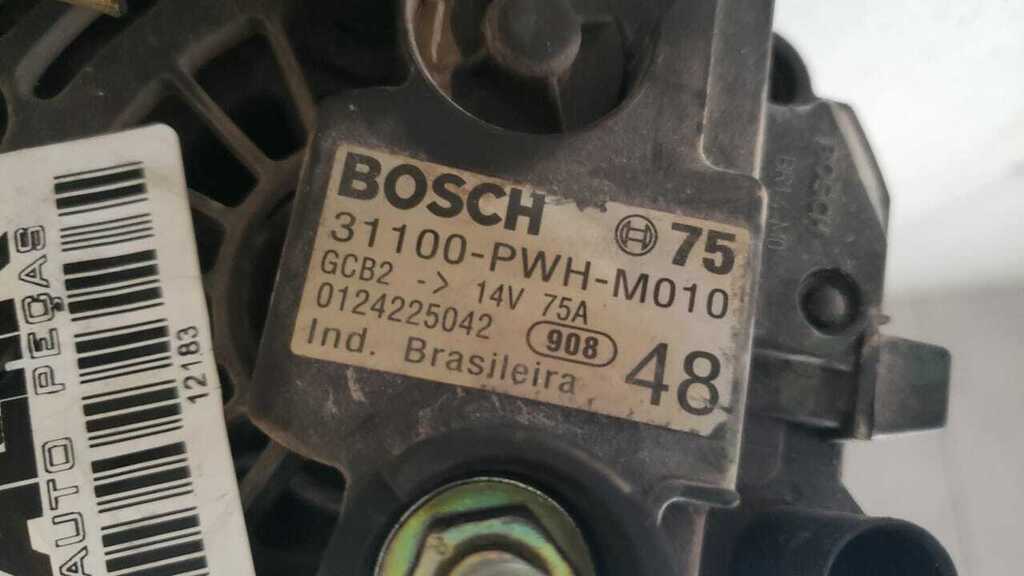 BOSCH 75
31100-PWH-M010
GCB2 -> 14V 75A
0124225042 908 48
Ind. Brasileira
AUTO PEÇAS
12183